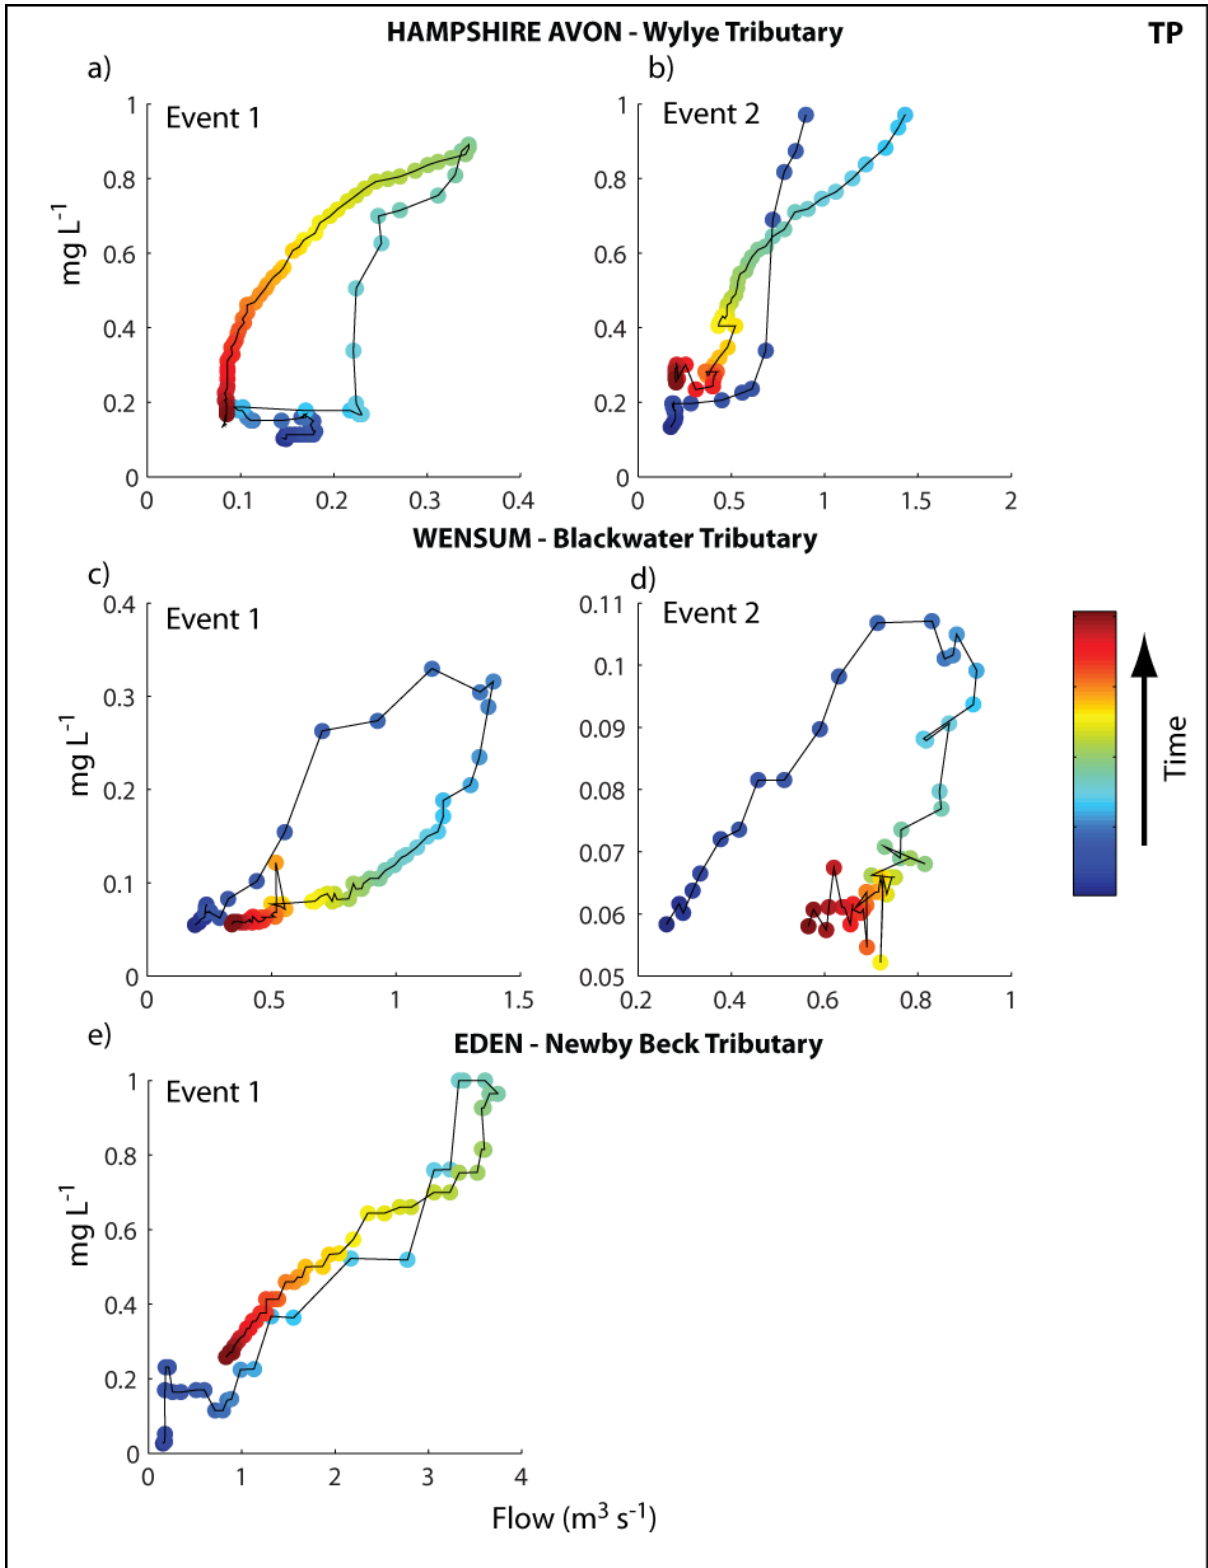 HAMPSHIRE AVON - Wylye Tributary
TP
a)
b)
Event 1
Event 2
mg L⁻¹
1
0.8
0.6
0.4
0.2
0
0
0.1
0.2
0.3
0.4
1
0.8
0.6
0.4
0.2
0
0
0.5
1
1.5
2
WENSUM - Blackwater Tributary
c)
d)
Event 1
Event 2
mg L⁻¹
0.4
0.3
0.2
0.1
0
0
0.5
1
1.5
0.11
0.1
0.09
0.08
0.07
0.06
0.05
0.2
0.4
0.6
0.8
1
Time
EDEN - Newby Beck Tributary
e)
Event 1
mg L⁻¹
1
0.8
0.6
0.4
0.2
0
0
1
2
3
4
Flow (m³ s⁻¹)